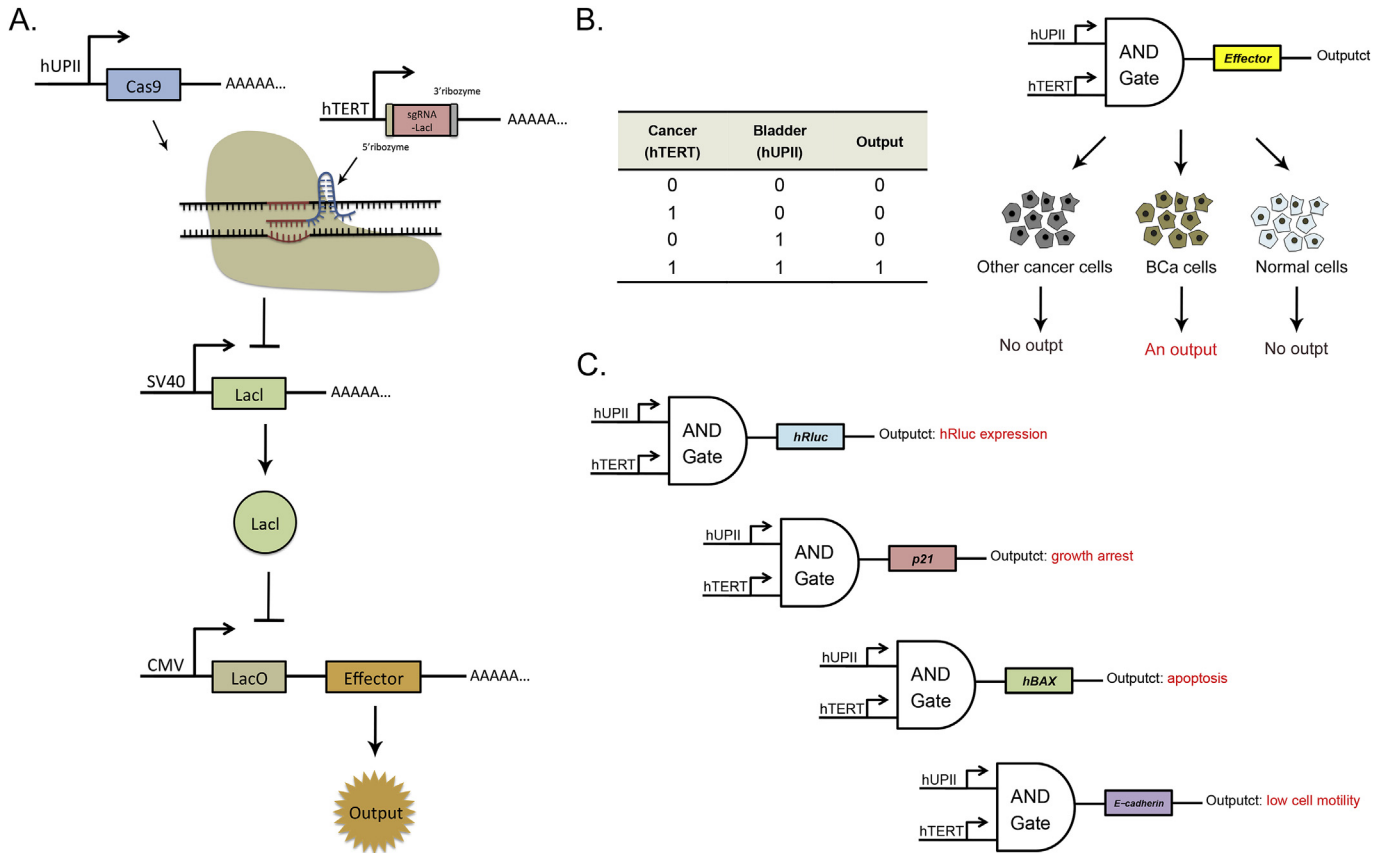 A.
hUPII
Cas9
AAAAA...
hTERT
3'ribozyme
sgRNA
-LacI
AAAAA...
5'ribozyme
SV40
LacI
AAAAA...
LacI
CMV
LacO
Effector
AAAAA...
Output
B.
Cancer
(hTERT)
Bladder
(hUPII)
Output
0 0 0
1 0 0
0 1 0
1 1 1
hUPII
hTERT
AND
Gate
Effector
Outputct
Other cancer cells
BCa cells
Normal cells
No outpt
An output
No outpt
C.
hUPII
hTERT
AND
Gate
hRluc
Outputct: hRluc expression
hUPII
hTERT
AND
Gate
p21
Outputct: growth arrest
hUPII
hTERT
AND
Gate
hBAX
Outputct: apoptosis
hUPII
hTERT
AND
Gate
E-cadherin
Outputct: low cell motility